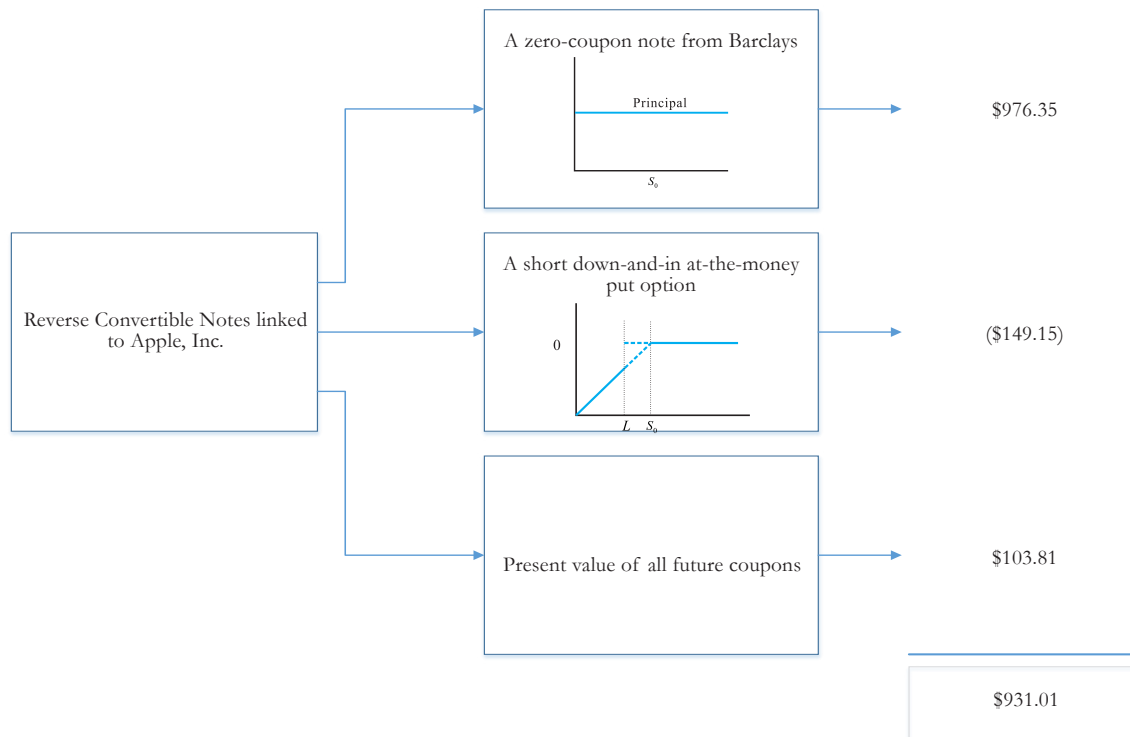 A zero-coupon note from Barclays
Principal
S₀
$976.35
Reverse Convertible Notes linked
to Apple, Inc.
A short down-and-in at-the-money
put option
0
L S₀
($149.15)
Present value of all future coupons
$103.81
$931.01